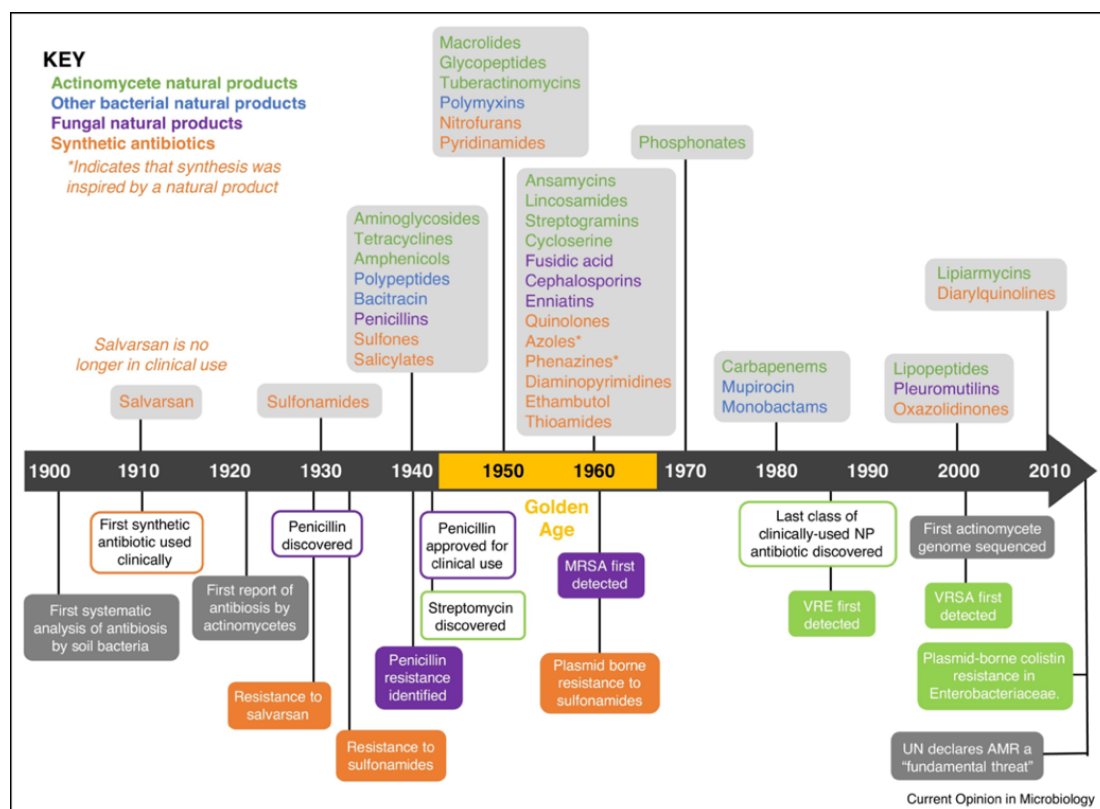 KEY
Actinomycete natural products
Other bacterial natural products
Fungal natural products
Synthetic antibiotics
*Indicates that synthesis was
inspired by a natural product
Salvarsan is no
longer in clinical use
Salvarsan
Sulfonamides
Aminoglycosides
Tetracyclines
Amphenicols
Polypeptides
Bacitracin
Penicillins
Sulfones
Salicylates
Macrolides
Glycopeptides
Tuberactinomycins
Polymyxins
Nitrofurans
Pyridinamides
Ansamycins
Lincosamides
Streptogramins
Cycloserine
Fusidic acid
Cephalosporins
Enniatins
Quinolones
Azoles*
Phenazines*
Diaminopyrimidines
Ethambutol
Thioamides
Phosphonates
Carbapenems
Mupirocin
Monobactams
Lipopeptides
Pleuromutilins
Oxazolidinones
Lipiarmycins
Diarylquinolines
1900 1910 1920 1930 1940 1950 1960 1970 1980 1990 2000 2010
Golden
Age
First systematic
analysis of antibiosis
by soil bacteria
First synthetic
antibiotic used
clinically
First report of
antibiosis by
actinomycetes
Penicillin
discovered
Resistance to
salvarsan
Resistance to
sulfonamides
Penicillin
resistance
identified
Penicillin
approved for
clinical use
Streptomycin
discovered
MRSA first
detected
Plasmid borne
resistance to
sulfonamides
Last class of
clinically-used NP
antibiotic discovered
VRE first
detected
First actinomycete
genome sequenced
VRSA first
detected
Plasmid-borne colistin
resistance in
Enterobacteriaceae.
UN declares AMR a
"fundamental threat"
Current Opinion in Microbiology